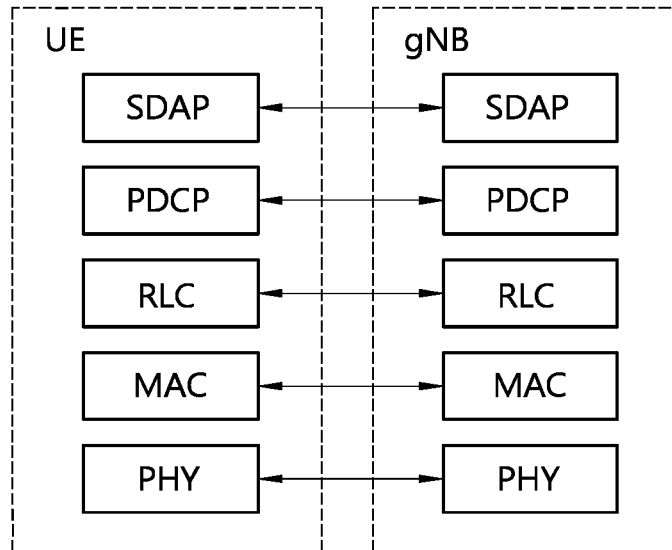 UE gNB
SDAP SDAP
PDCP PDCP
RLC RLC
MAC MAC
PHY PHY